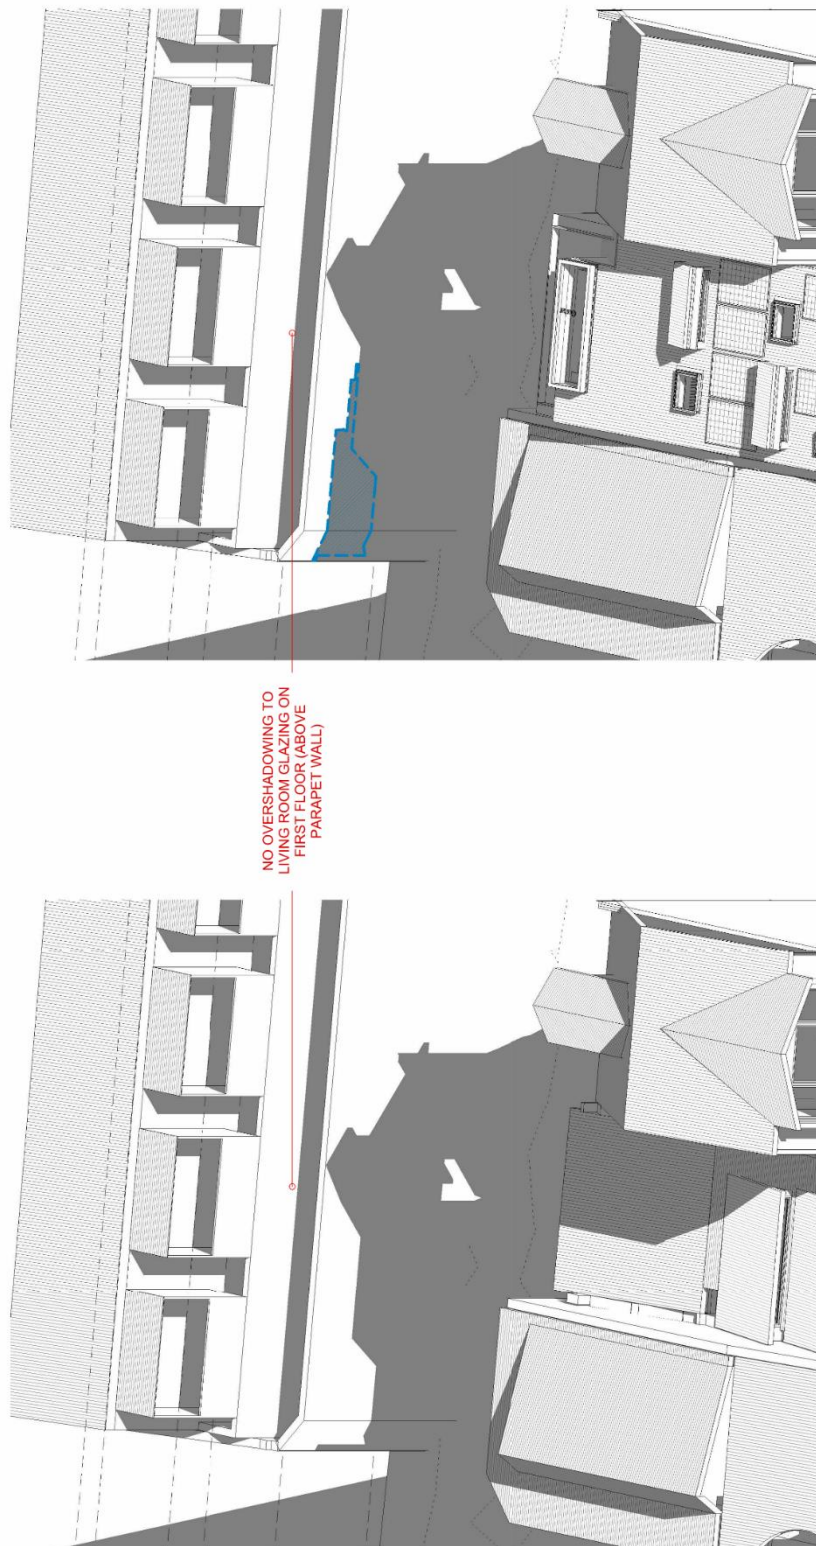 NO OVERSHADOWING TO
LIVING ROOM GLAZING ON
FIRST FLOOR (ABOVE
PARAPET WALL)